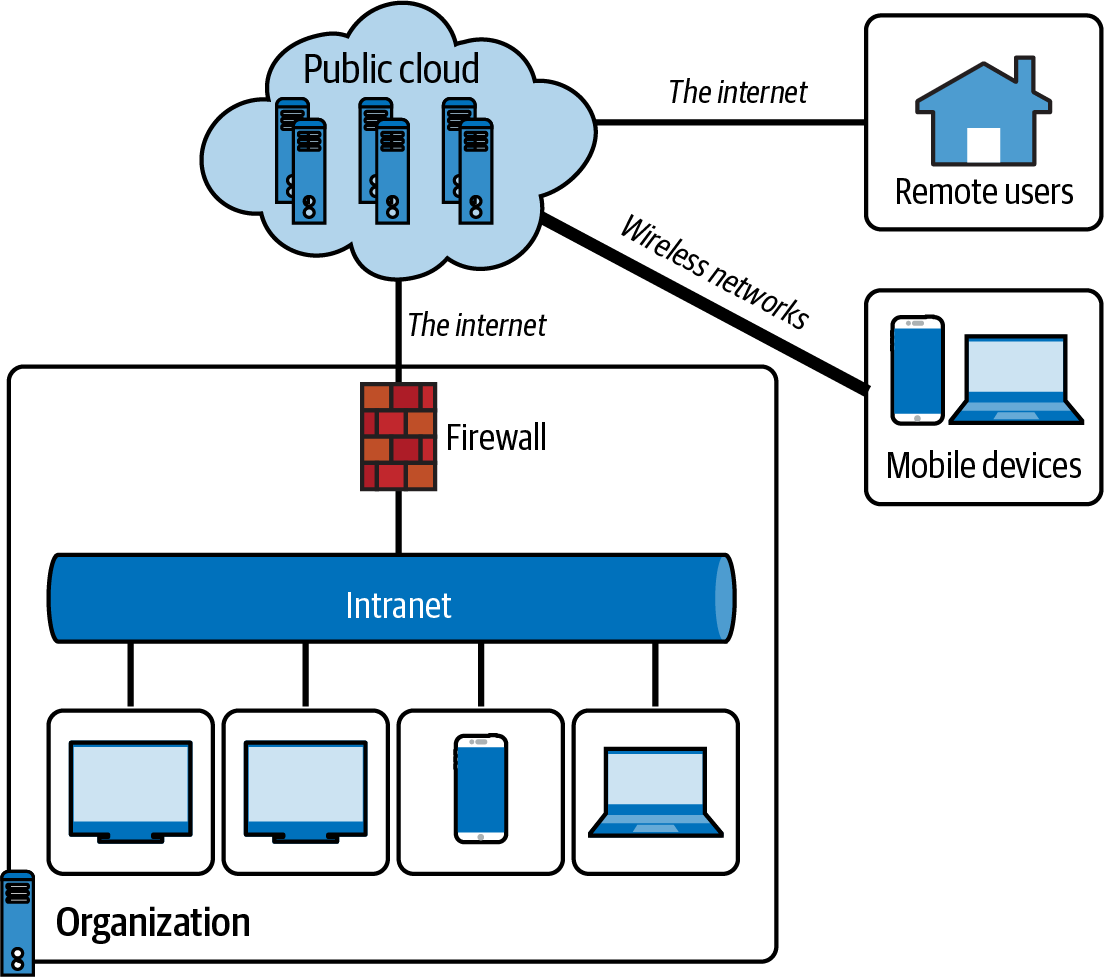 Public cloud
The internet
Remote users
Wireless networks
The internet
Mobile devices
Firewall
Intranet
Organization